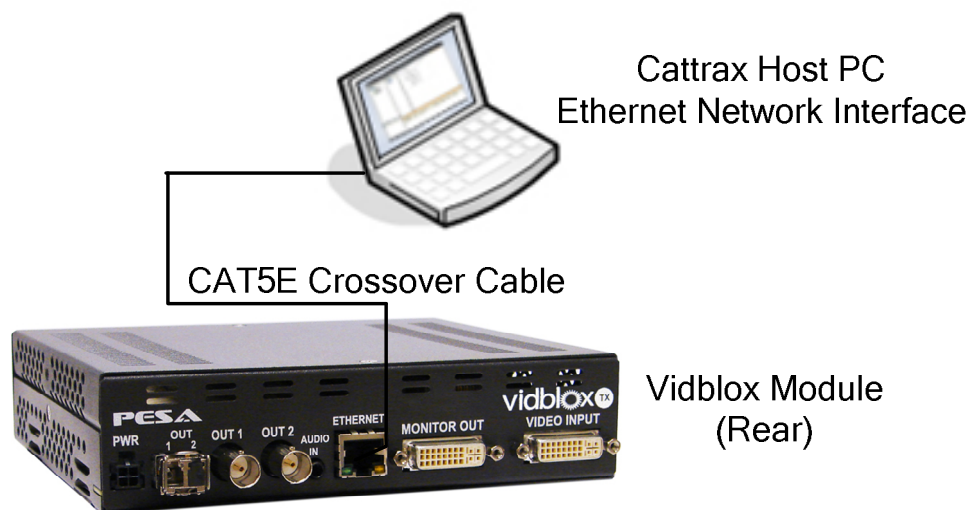 Cattrax Host PC
Ethernet Network Interface
CAT5E Crossover Cable
Vidblox Module
(Rear)
PESA
vidblox TX
PWR
OUT
1 2
OUT 1
OUT 2
AUDIO
IN
ETHERNET
MONITOR OUT
VIDEO INPUT